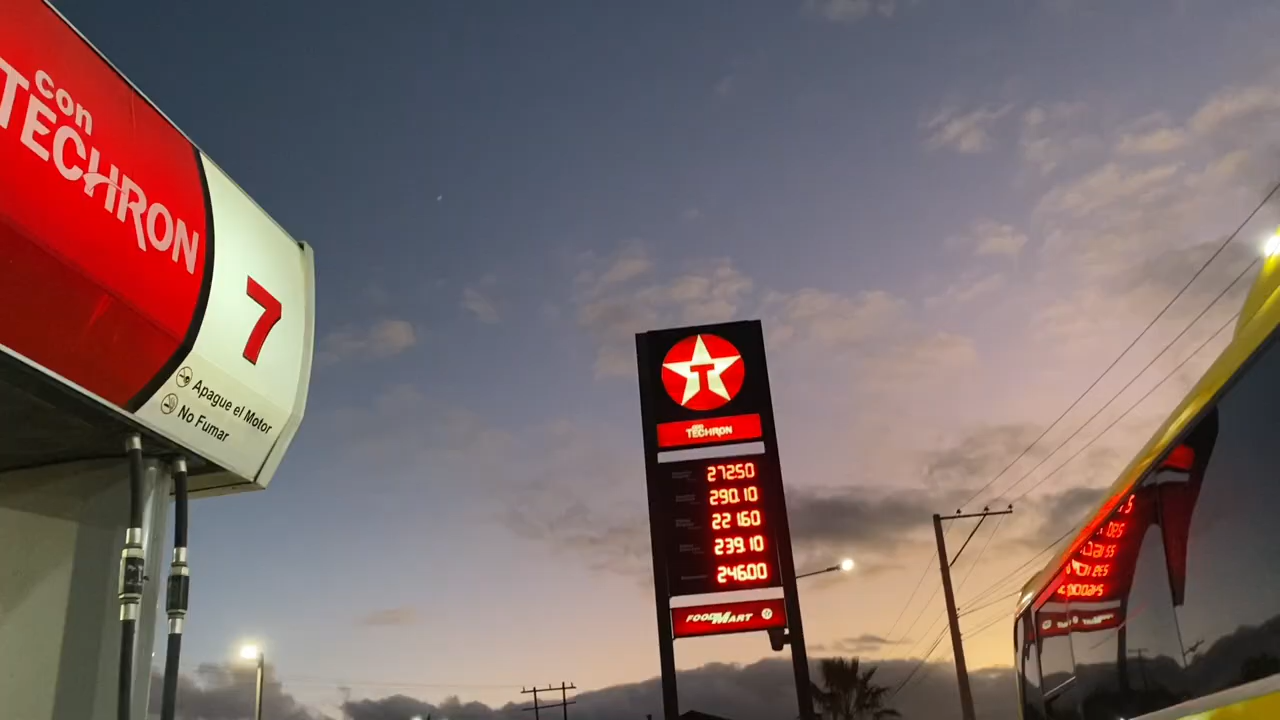 con
TECHRON
7
Apague el Motor
No Fumar
T
con
TECHRON
272.50
290.10
221.60
239.10
246.00
FOOD MART